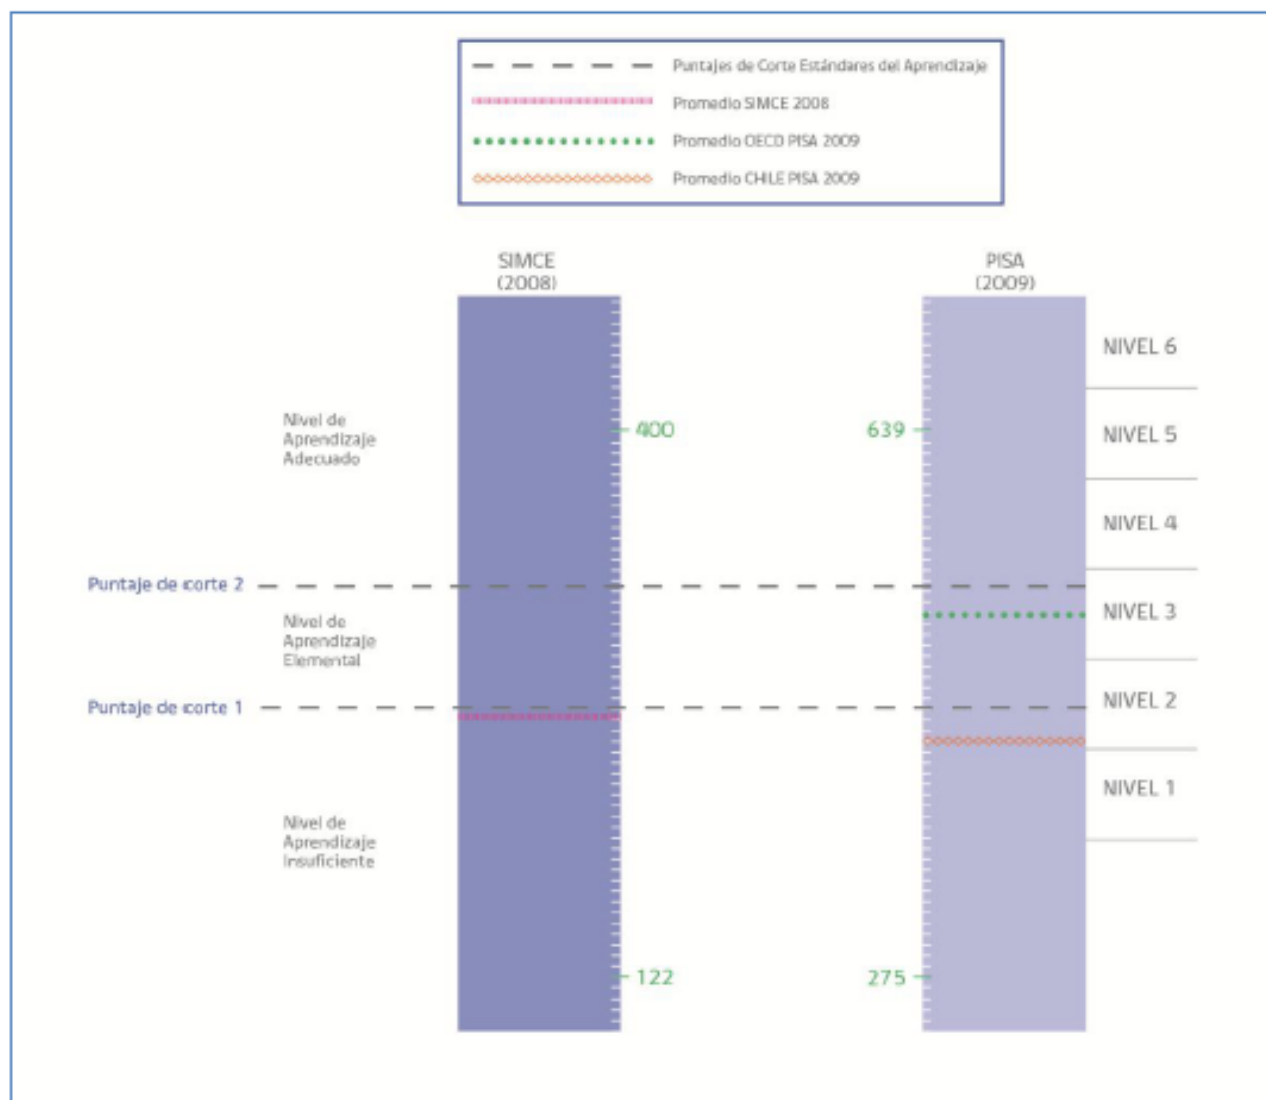 Puntajes de Corte Estándares del Aprendizaje
Promedio SIMCE 2008
Promedio OECD PISA 2009
Promedio CHILE PISA 2009
SIMCE
(2008)
PISA
(2009)
NIVEL 6
Nivel de
Aprendizaje
Adecuado
400
639
NIVEL 5
NIVEL 4
Puntaje de corte 2
Nivel de
Aprendizaje
Elemental
NIVEL 3
Puntaje de corte 1
NIVEL 2
NIVEL 1
Nivel de
Aprendizaje
Insuficiente
122
275